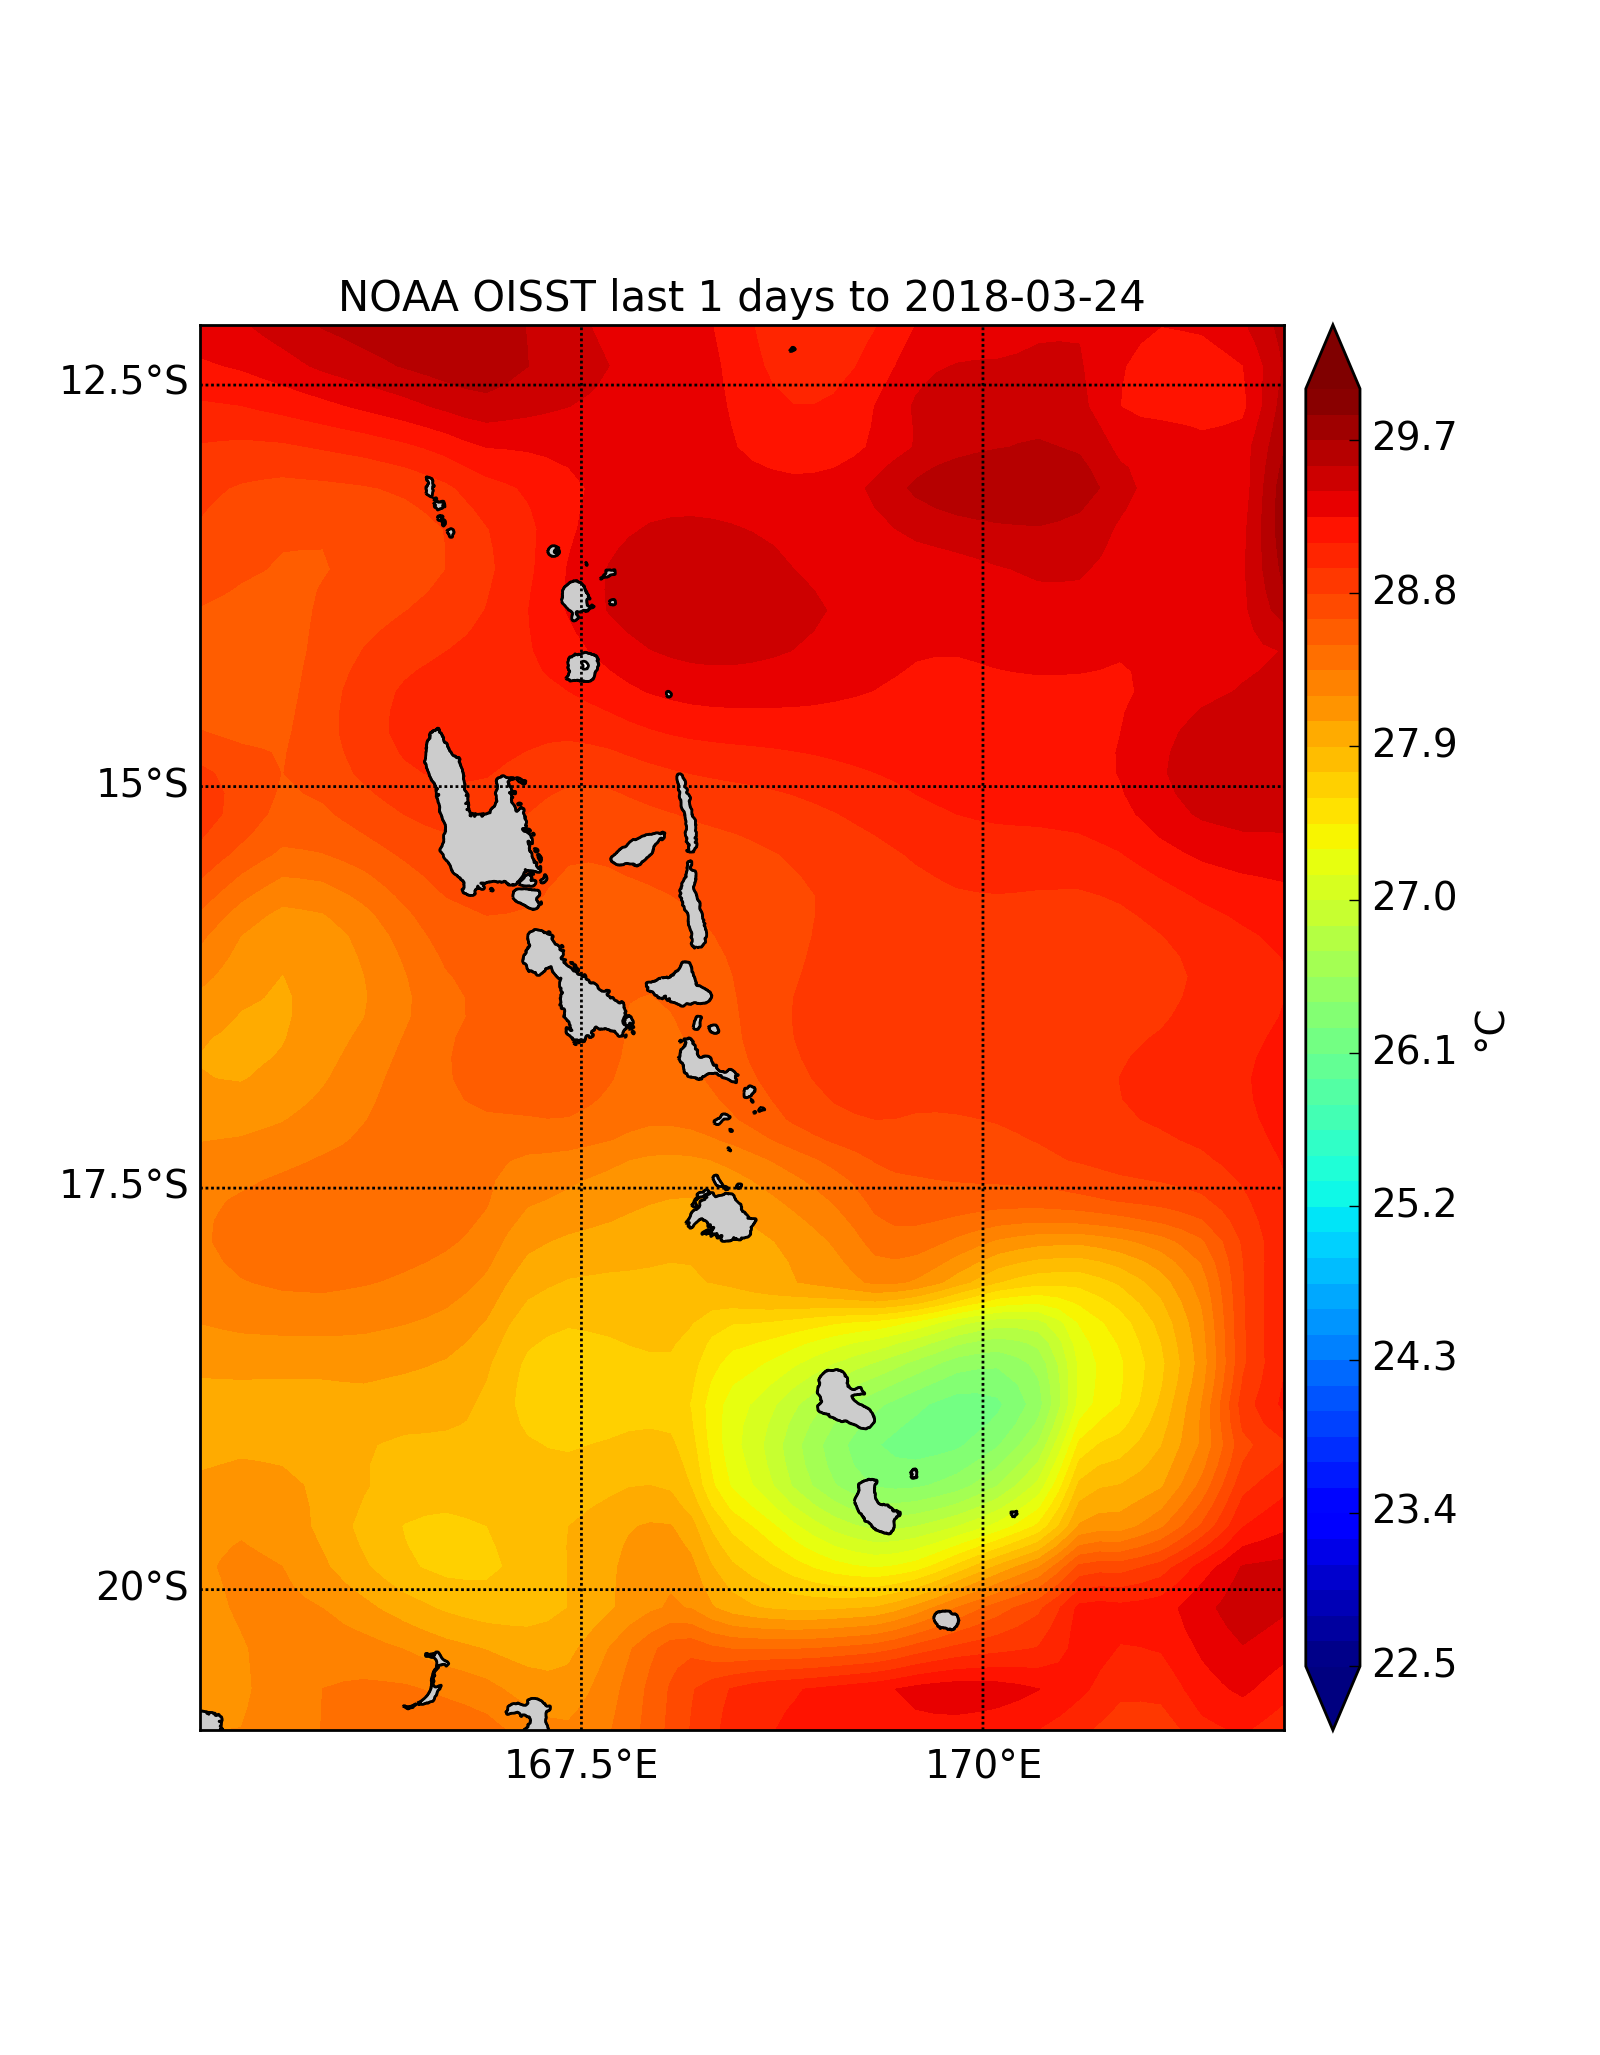 NOAA OISST last 1 days to 2018-03-24
12.5°S
15°S
17.5°S
20°S
167.5°E
170°E
29.7
28.8
27.9
27.0
26.1
25.2
24.3
23.4
22.5
°C